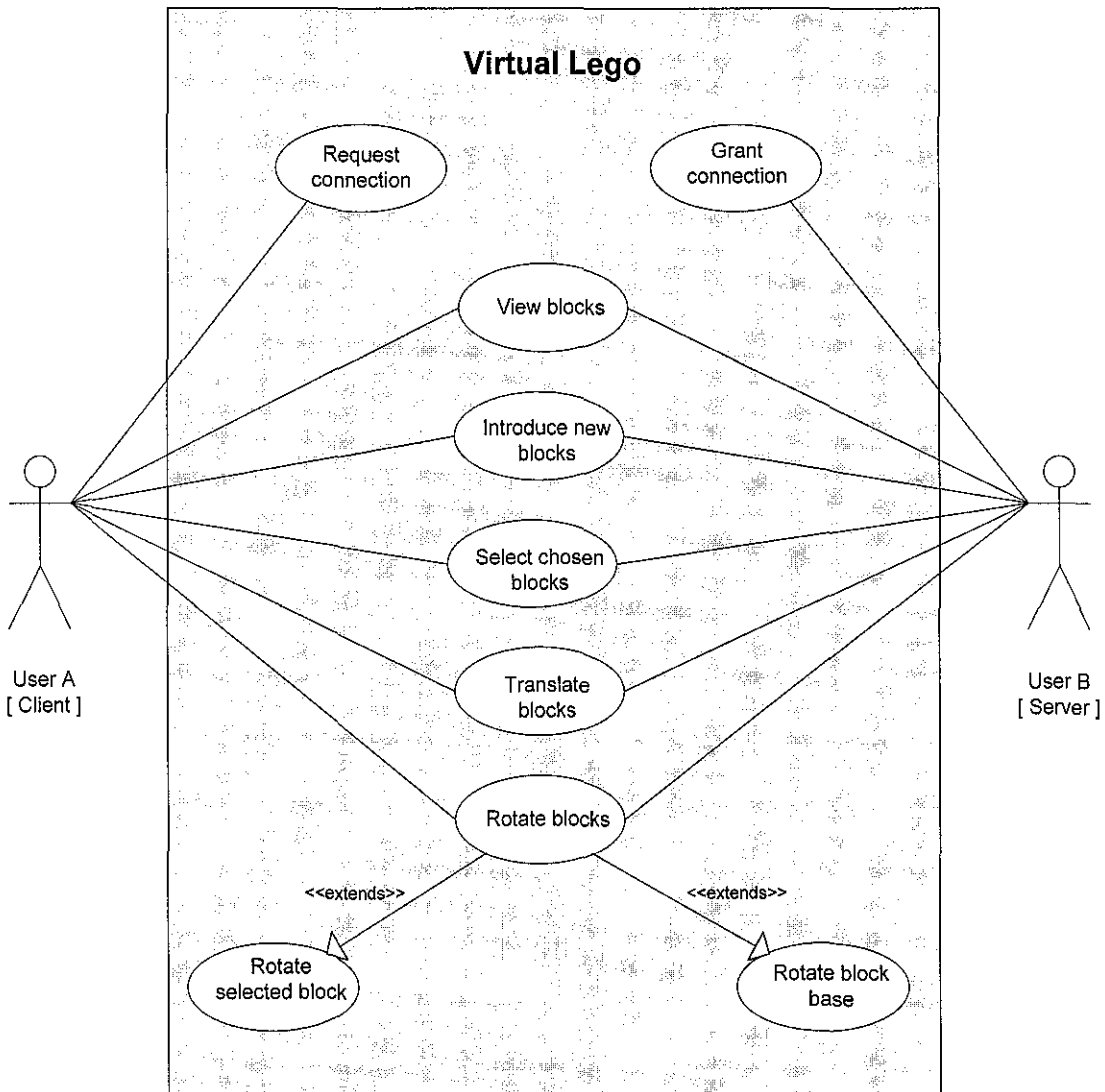 Virtual Lego
Request
connection
Grant
connection
View blocks
Introduce new
blocks
Select chosen
blocks
User A
[ Client ]
User B
[ Server ]
Translate
blocks
Rotate blocks
<<extends>>
<<extends>>
Rotate
selected block
Rotate block
base